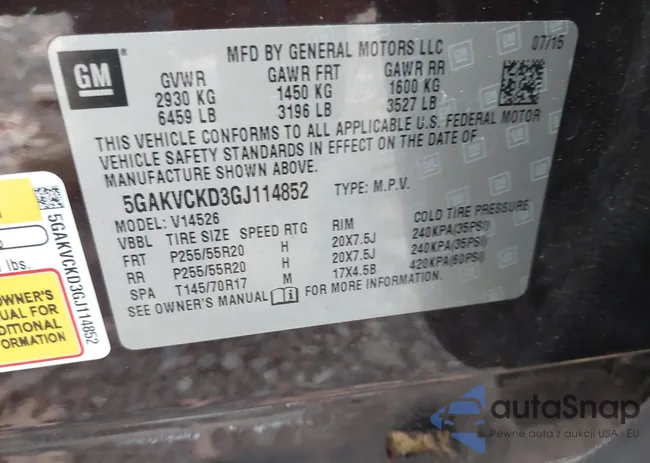 GM
MFD BY GENERAL MOTORS LLC
07/15
GVWR GAWR FRT GAWR RR
2930 KG 1450 KG 1600 KG
6459 LB 3196 LB 3527 LB
THIS VEHICLE CONFORMS TO ALL APPLICABLE U.S. FEDERAL MOTOR
VEHICLE SAFETY STANDARDS IN EFFECT ON THE DATE OF
MANUFACTURE SHOWN ABOVE.
5GAKVCKD3GJ114852 TYPE: M.P.V.
MODEL: V14526
VBBL TIRE SIZE SPEED RTG RIM COLD TIRE PRESSURE
FRT P255/55R20 H 20X7.5J 240KPA(35PSI)
RR P255/55R20 H 20X7.5J 240KPA(35PSI)
SPA T145/70R17 M 17X4.5B 420KPA(60PSI)
SEE OWNER'S MANUAL FOR MORE INFORMATION.
5GAKVCKD3GJ114852
lbs.
OWNER'S
UAL FOR
DITIONAL
ORMATION
autaSnap
Pewne auta z aukcji USA i EU